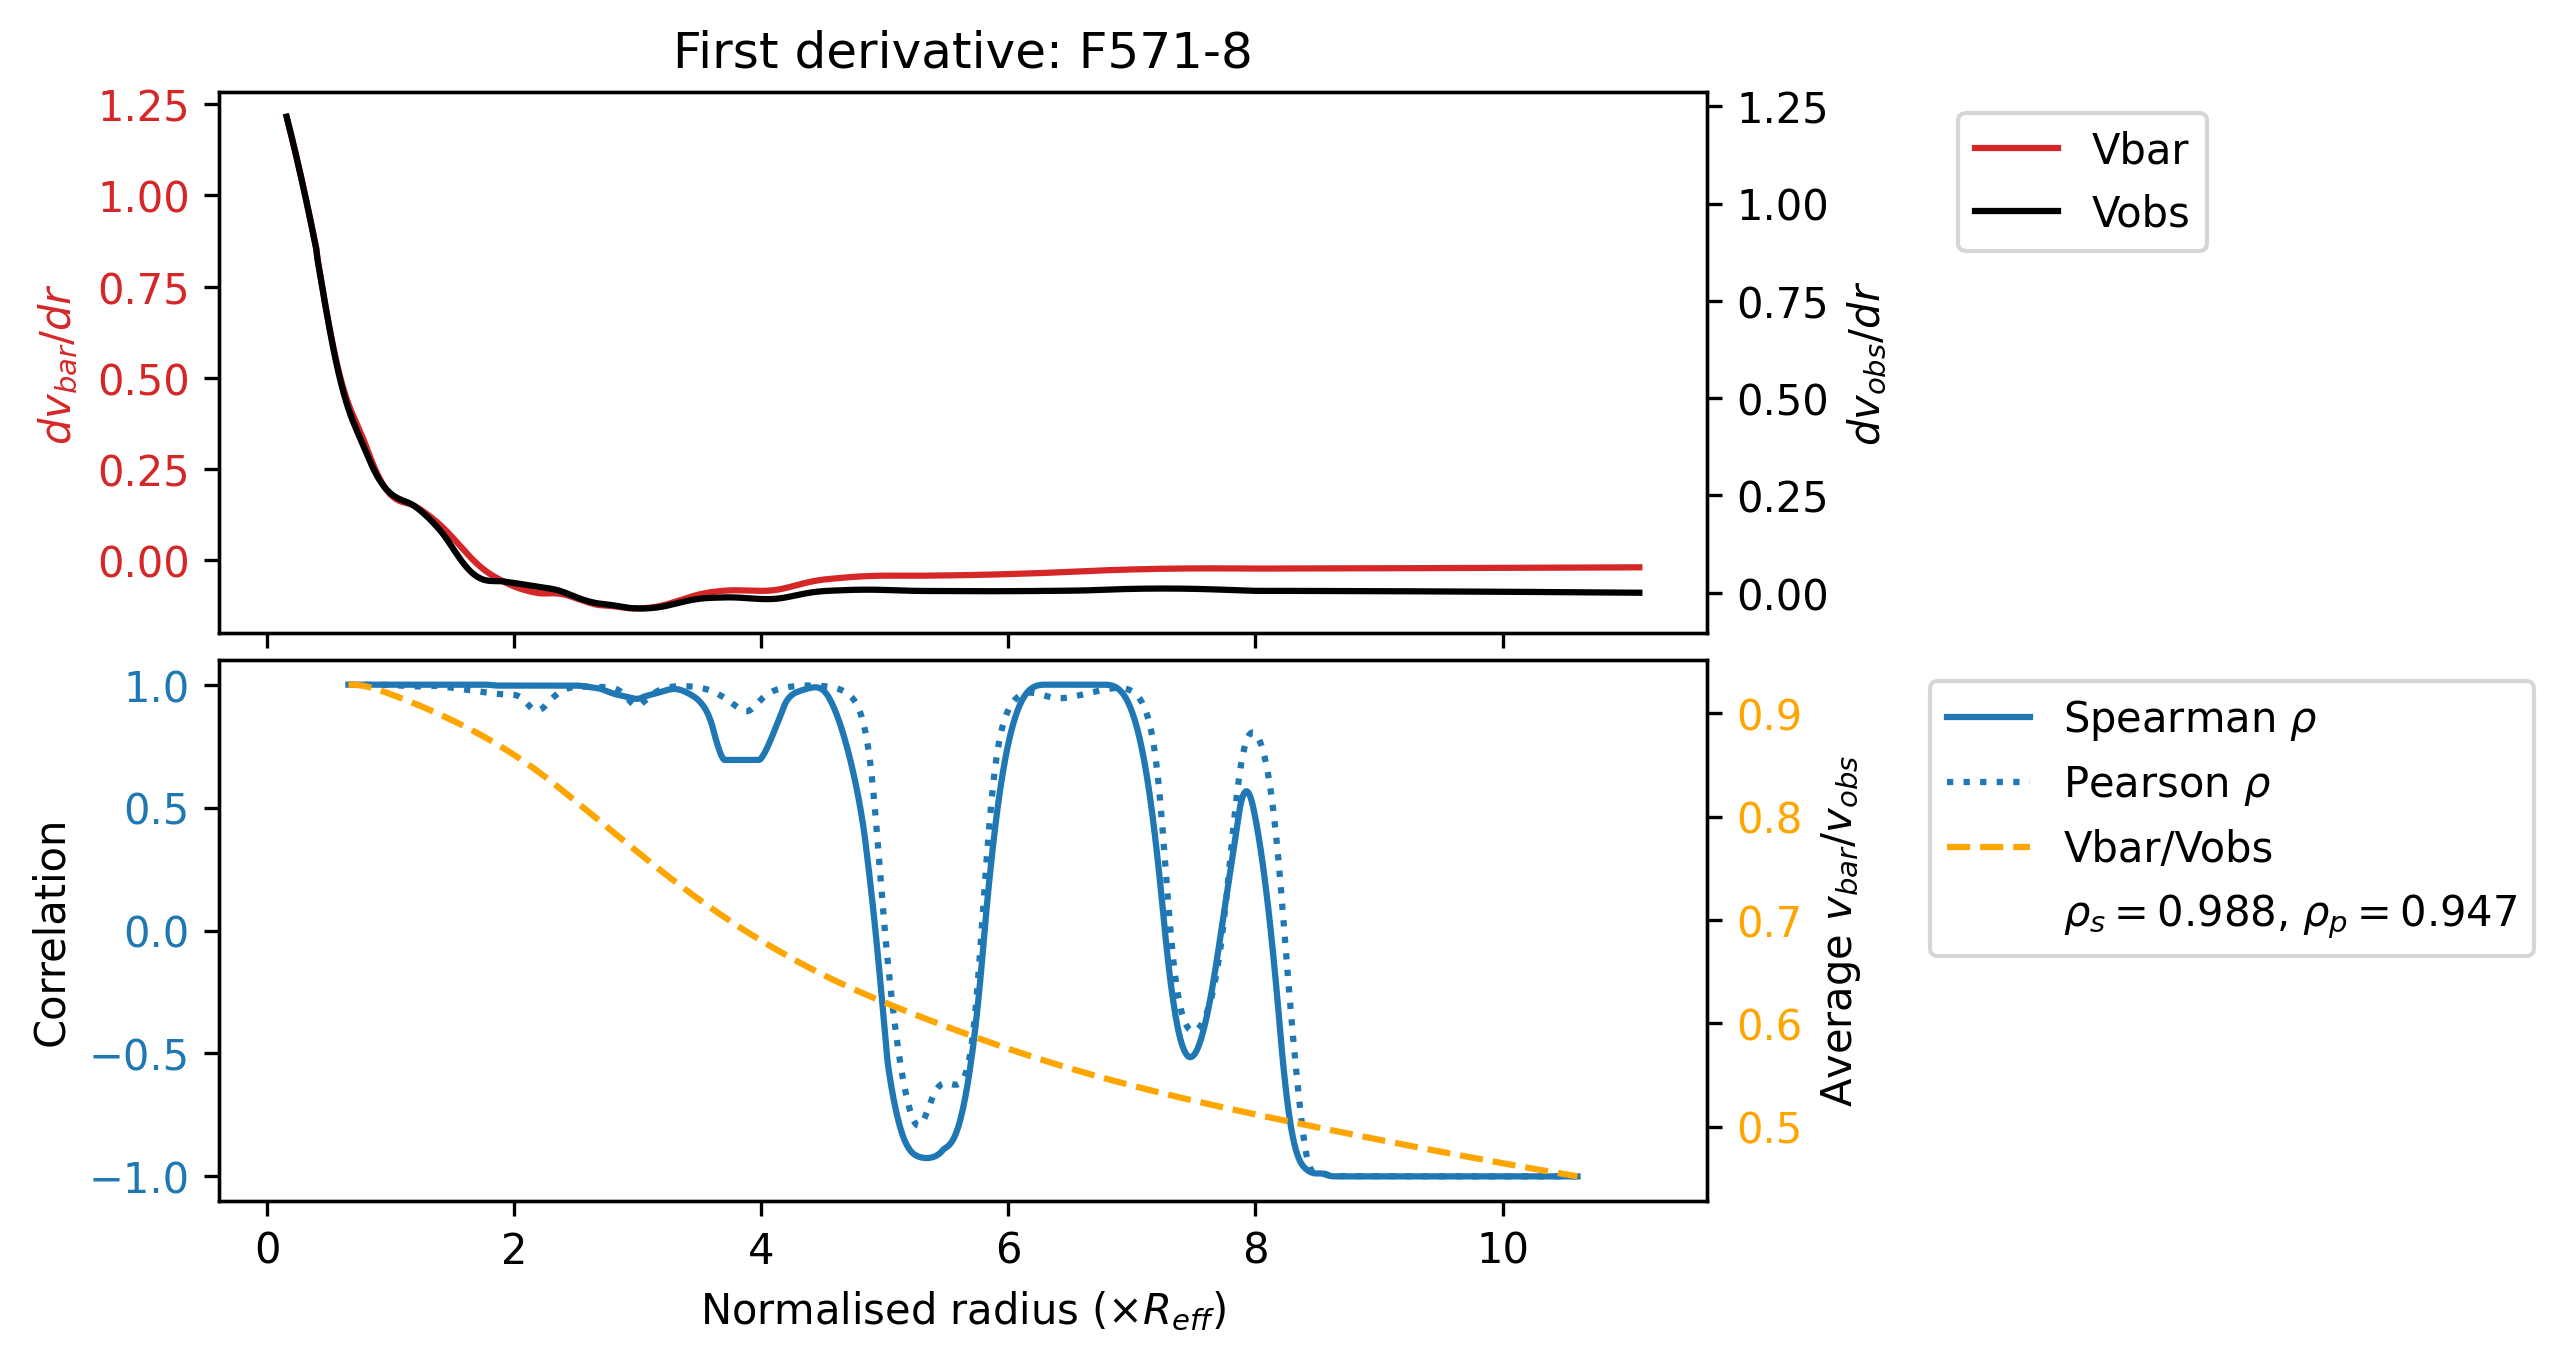 First derivative: F571-8
1.25
1.00
0.75
0.50
0.25
0.00
dv_bar/dr
1.25
1.00
0.75
0.50
0.25
0.00
dv_obs/dr
Vbar
Vobs
1.0
0.5
0.0
−0.5
−1.0
Correlation
0.9
0.8
0.7
0.6
0.5
Average v_bar/v_obs
Spearman ρ
Pearson ρ
Vbar/Vobs
ρ_s = 0.988, ρ_p = 0.947
0 2 4 6 8 10
Normalised radius (×R_eff)